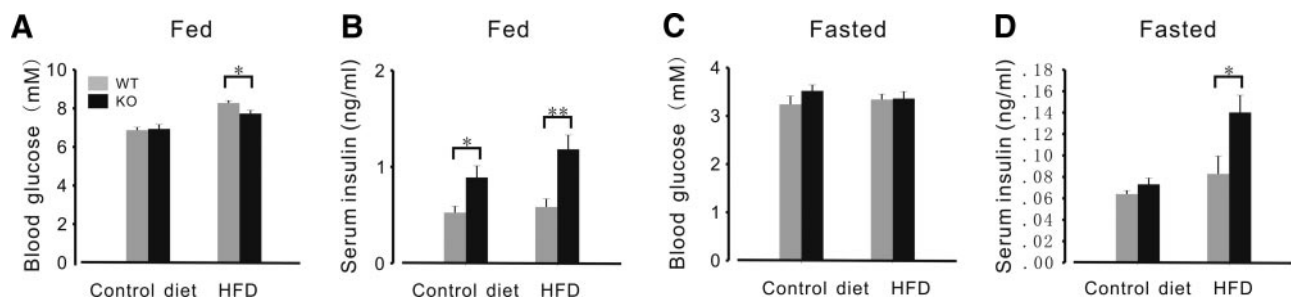 A Fed
Blood glucose (mM)
10
8
6
4
2
0
WT
KO
*
Control diet HFD
B Fed
Serum insulin (ng/ml)
2
1
0
*
**
Control diet HFD
C Fasted
Blood glucose (mM)
4
3
2
1
0
Control diet HFD
D Fasted
Serum insulin (ng/ml)
.18
.16
.14
.12
.10
.08
.06
.04
.02
.00
*
Control diet HFD